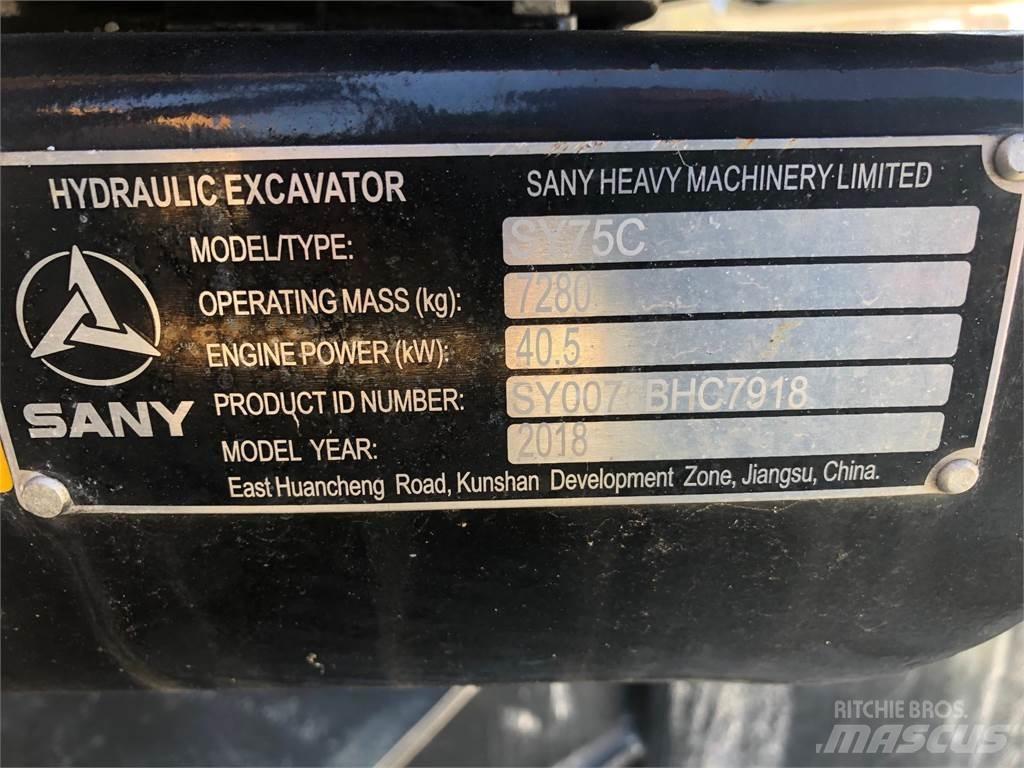 HYDRAULIC EXCAVATOR SANY HEAVY MACHINERY LIMITED
MODEL/TYPE: SY75C
OPERATING MASS (kg): 7280
ENGINE POWER (kW): 40.5
SANY PRODUCT ID NUMBER: SY007 BHC7918
MODEL YEAR: 2018
East Huancheng Road, Kunshan Development Zone, Jiangsu, China.
RITCHIE BROS.
MASCUS